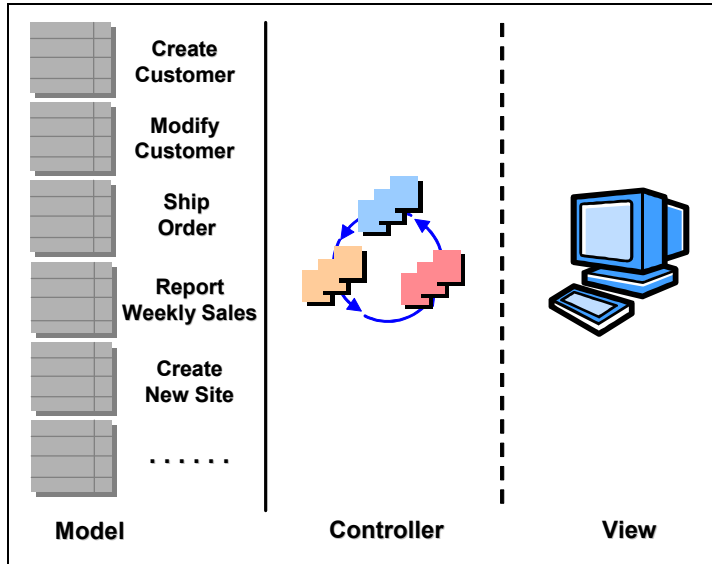 Create
Customer
Modify
Customer
Ship
Order
Report
Weekly Sales
Create
New Site
. . . . . .
Model
Controller
View